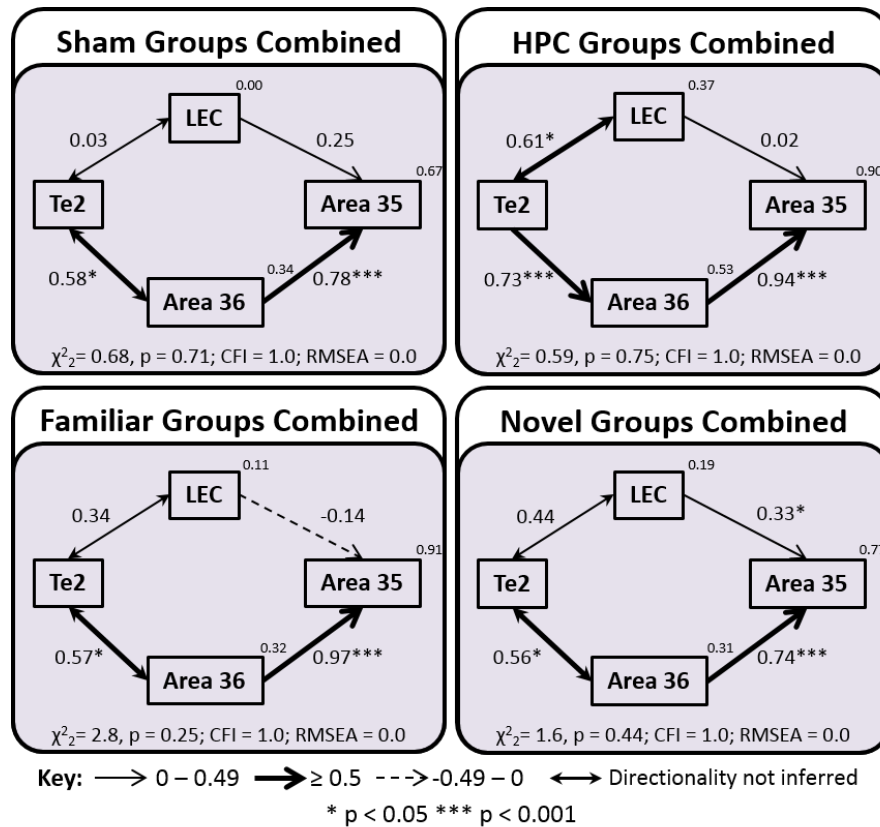 Sham Groups Combined
0.00
LEC
0.03
0.25
0.67
Te2
Area 35
0.58*
0.34
0.78***
Area 36
χ²₂= 0.68, p = 0.71; CFI = 1.0; RMSEA = 0.0
HPC Groups Combined
0.37
LEC
0.61*
0.02
0.90
Te2
Area 35
0.73***
0.53
0.94***
Area 36
χ²₂= 0.59, p = 0.75; CFI = 1.0; RMSEA = 0.0
Familiar Groups Combined
0.11
LEC
0.34
-0.14
0.91
Te2
Area 35
0.57*
0.32
0.97***
Area 36
χ²₂= 2.8, p = 0.25; CFI = 1.0; RMSEA = 0.0
Novel Groups Combined
0.19
LEC
0.44
0.33*
Te2
Area 35
0.56*
0.31
0.74***
Area 36
χ²₂= 1.6, p = 0.44; CFI = 1.0; RMSEA = 0.0
Key: 0 – 0.49 ≥ 0.5 -0.49 – 0 Directionality not inferred
* p < 0.05 *** p < 0.001